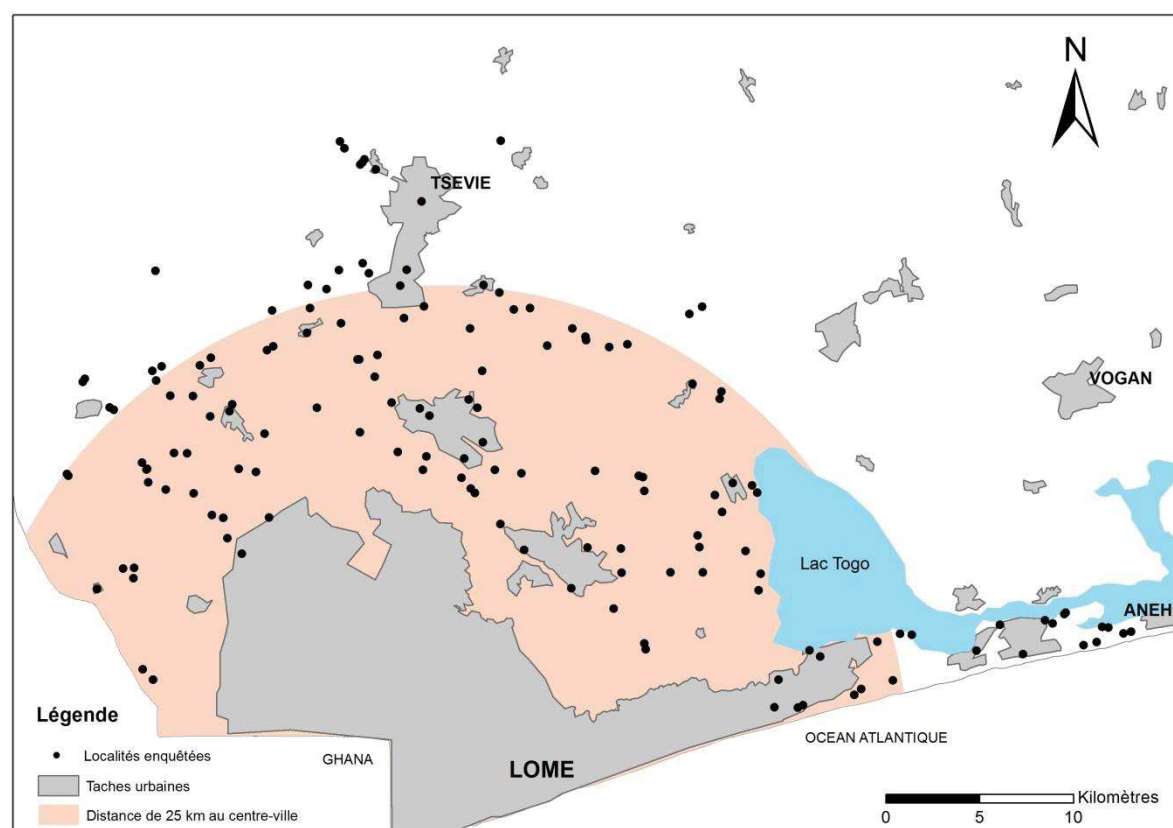 N
TSEVIE
VOGAN
Lac Togo
ANEH
Légende
Localités enquêtées
GHANA
OCEAN ATLANTIQUE
LOME
Taches urbaines
Kilomètres
0 5 10
Distance de 25 km au centre-ville